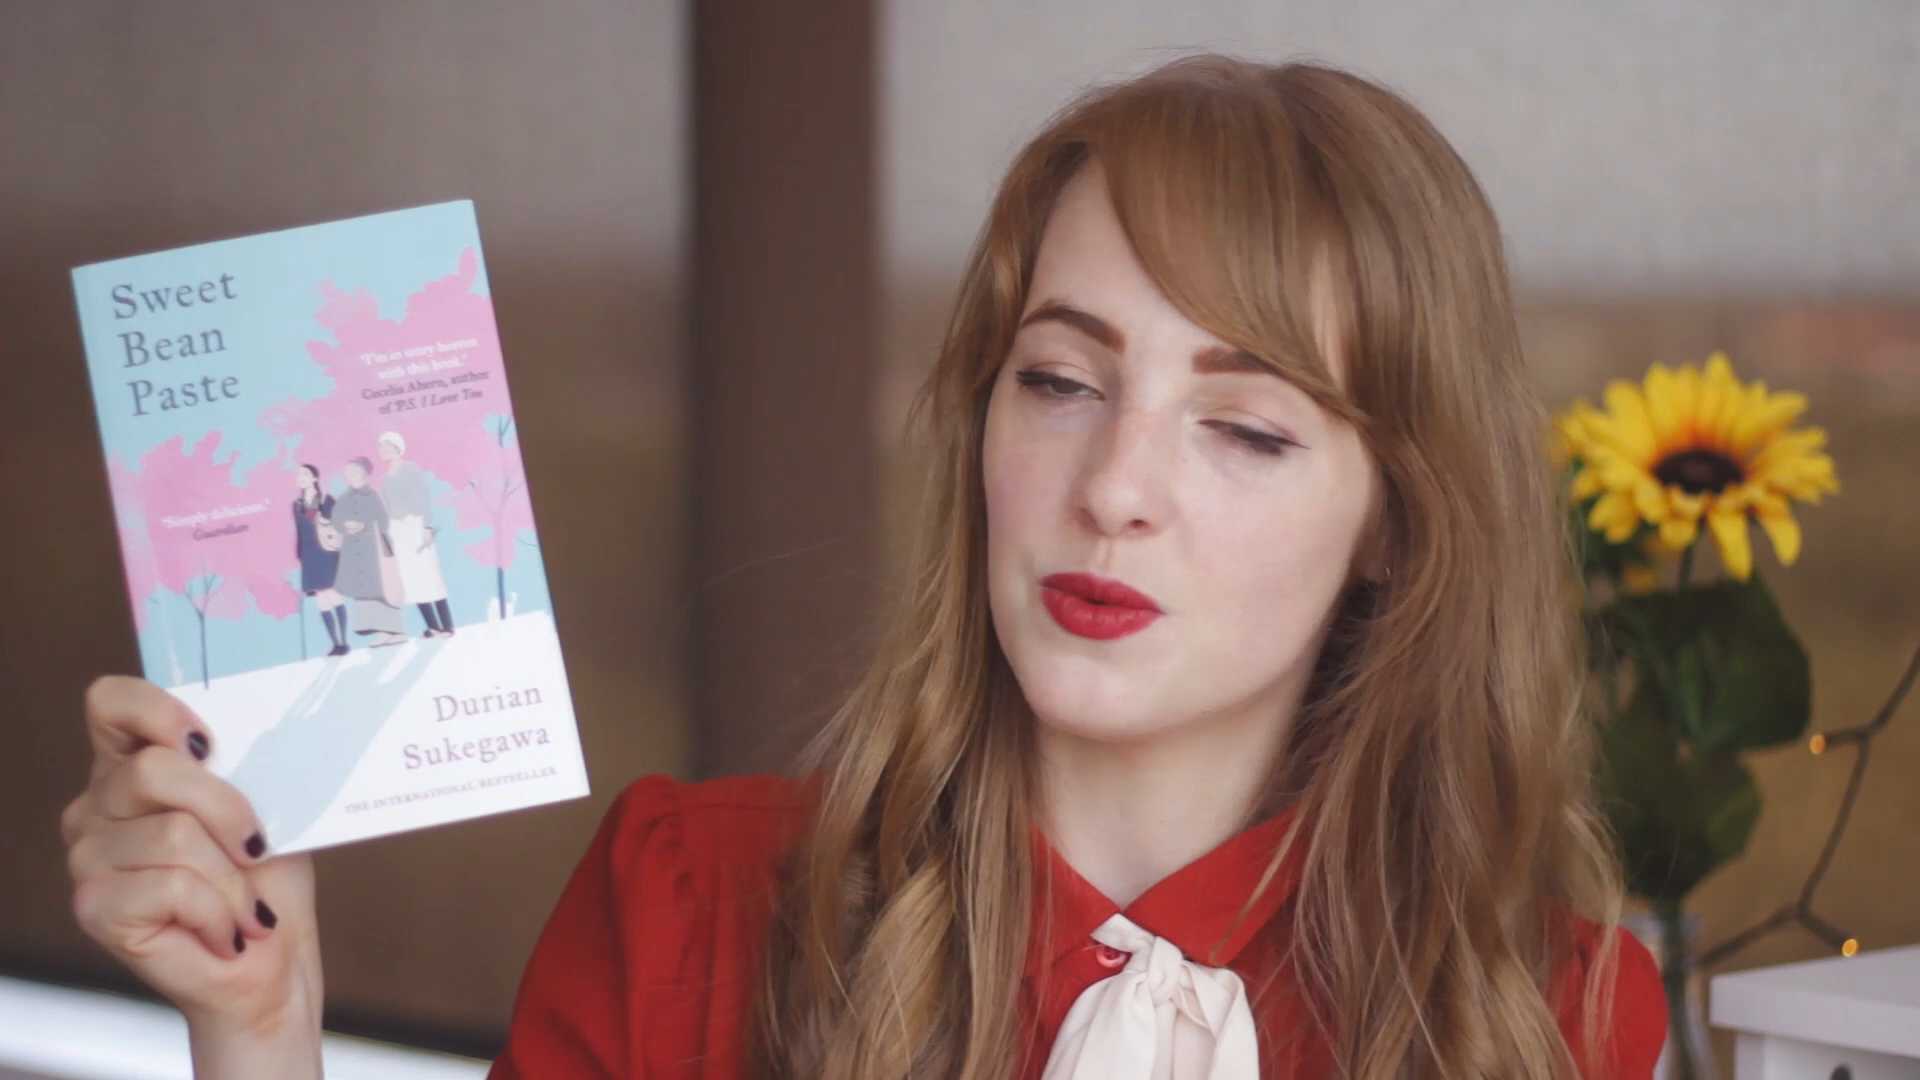 Sweet
Bean
Paste
'I'm in story heaven
with this book.'
Cecelia Ahern, author
of P.S. I Love You
'Simply delicious.'
Guardian
Durian
Sukegawa
THE INTERNATIONAL BESTSELLER